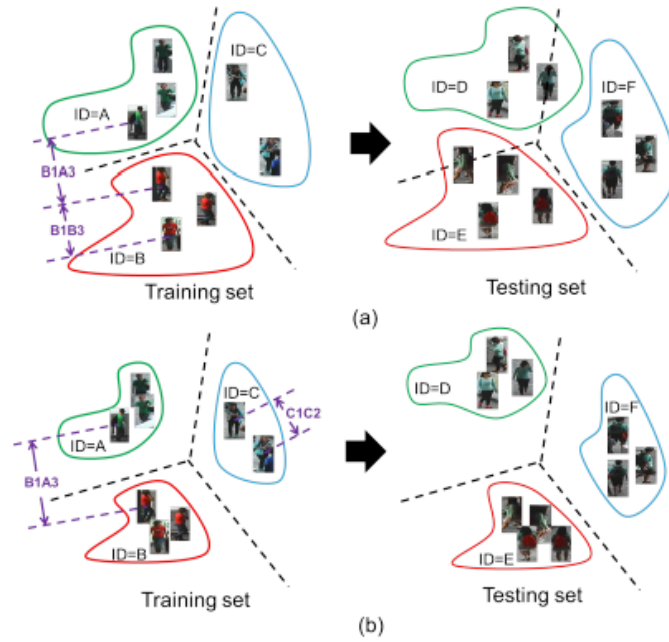 ID=C
ID=A
B1A3
B1B3
ID=B
Training set
ID=D
ID=F
ID=E
Testing set
(a)
ID=C
C1C2
ID=A
B1A3
ID=B
Training set
ID=D
ID=F
ID=E
Testing set
(b)